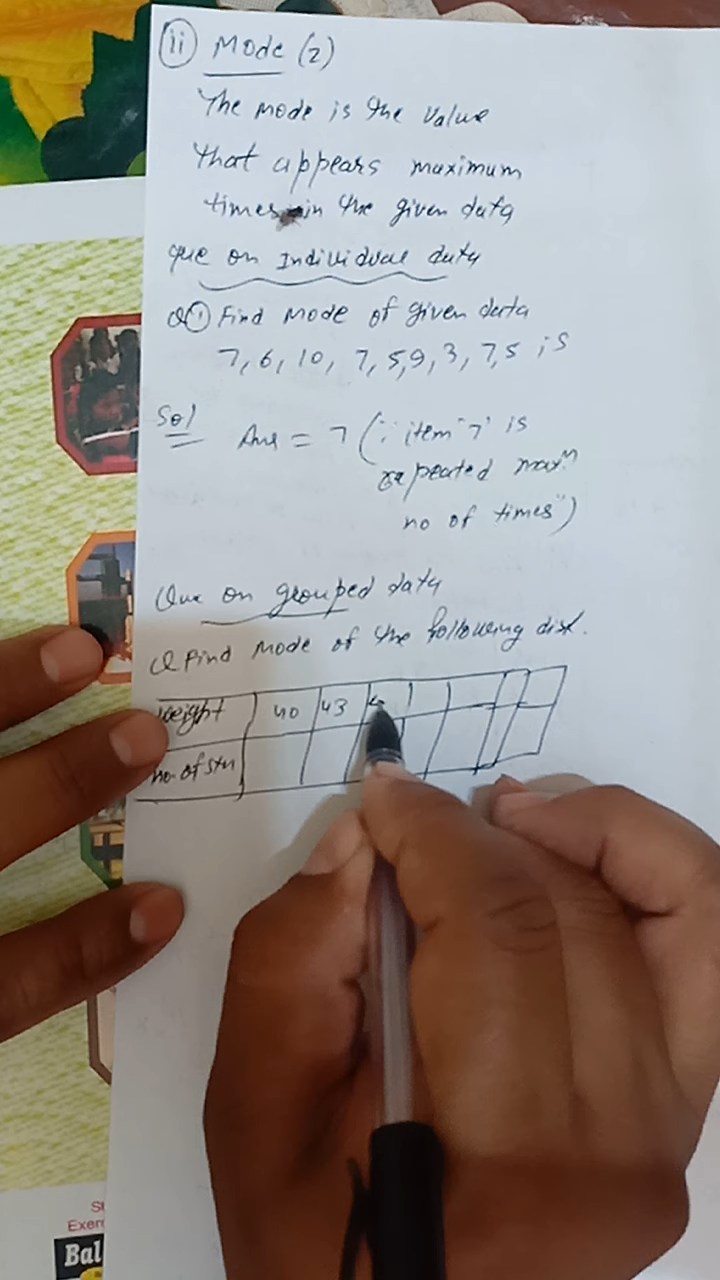 (ii) Mode (2)
The mode is the value
that appears maximum
times in the given data
que on Individual data
Q(1) Find mode of given data
7, 6, 10, 7, 5, 9, 3, 7, 5 is
Sol
Ans = 7 (∵ item "7" is
repeated max^m
no of times")
Que on grouped data
Q Find mode of the following dist.
Weight 40 43
no. of stu
Exer
Bal